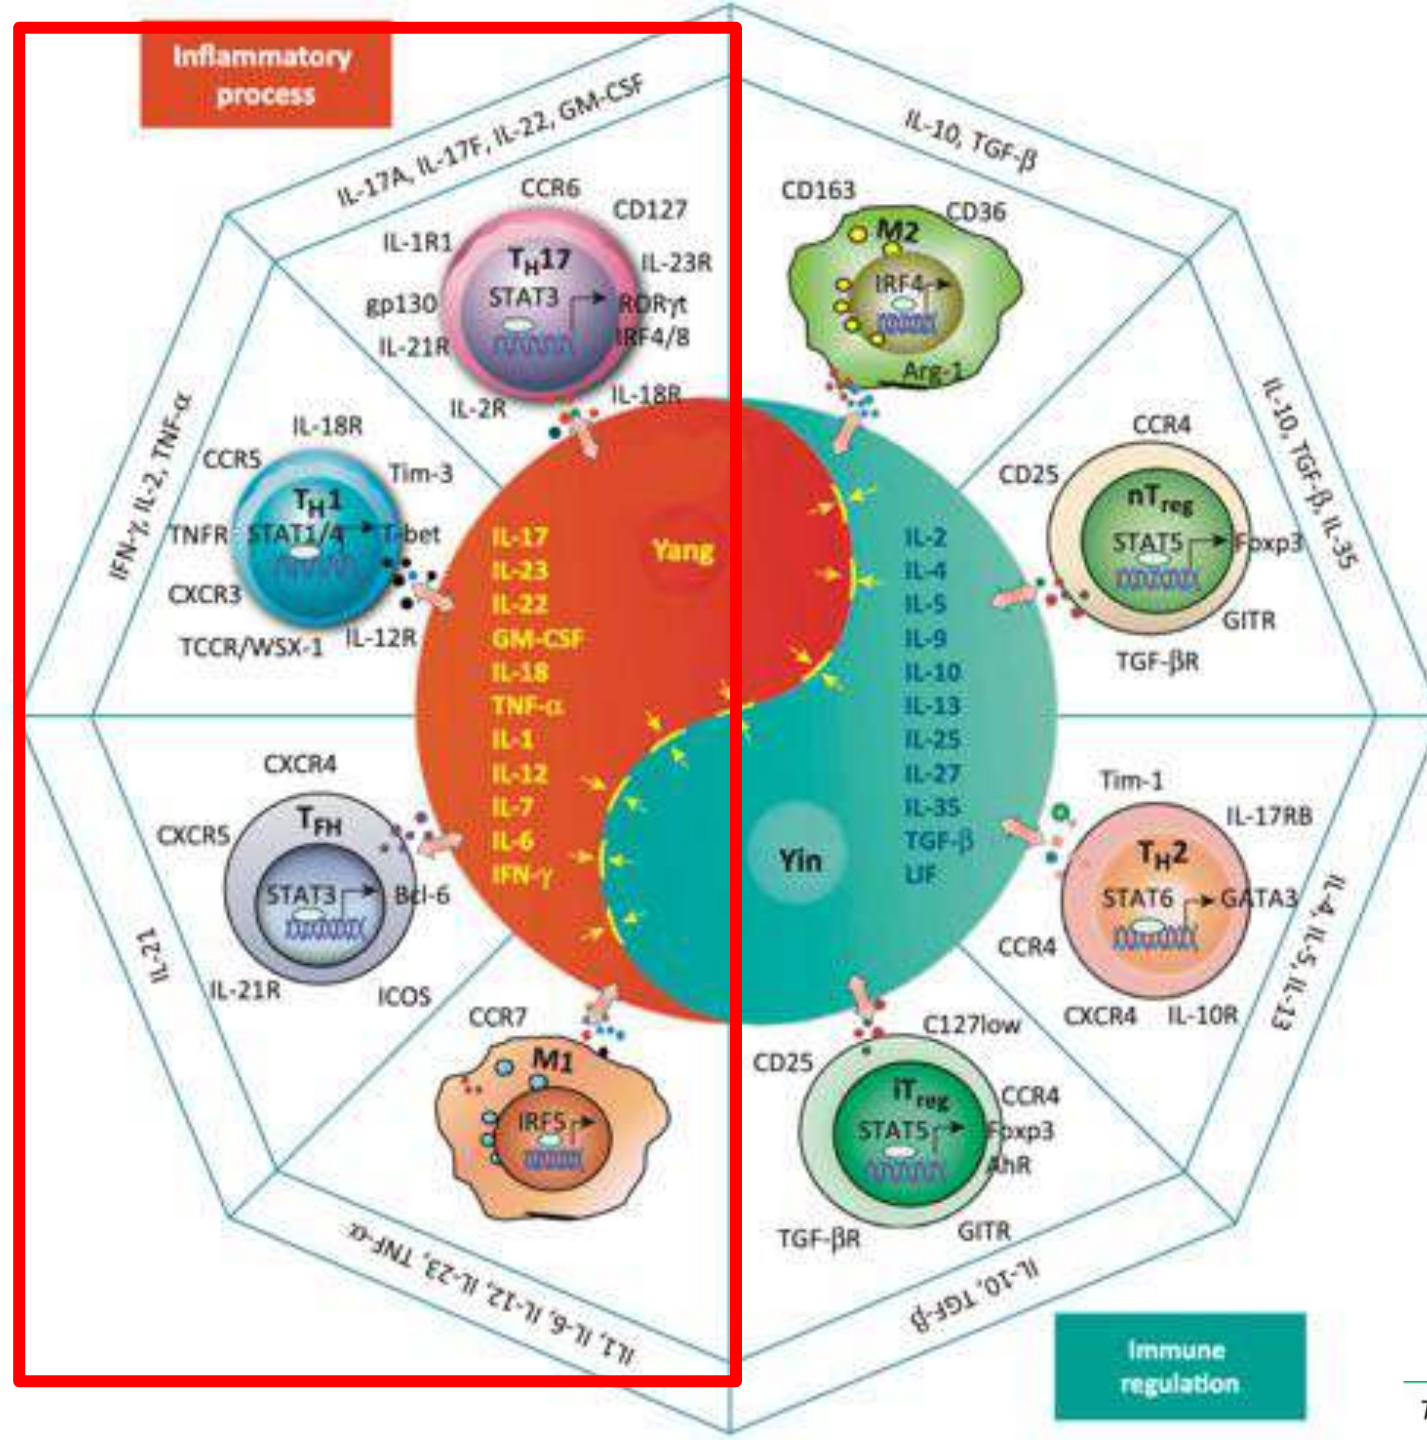 Inflammatory
process
IL-17A, IL-17F, IL-22, GM-CSF
CCR6
CD127
IL-1R1
TH17
IL-23R
STAT3
gp130
RORγt
IRF4/8
IL-21R
IL-2R
IL-18R
IFN-γ, IL-2, TNF-α
IL-18R
CCR5
Tim-3
TH1
TNFR
STAT1/4
T-bet
CXCR3
IL-12R
TCCR/WSX-1
IL-10, TGF-β
CD163
CD36
M2
IRF4
Arg-1
IL-10, TGF-β, IL-35
CCR4
CD25
nTreg
STAT5
Foxp3
GITR
TGF-βR
Yang
IL-17
IL-23
IL-22
GM-CSF
IL-18
TNF-α
IL-1
IL-12
IL-7
IL-6
IFN-γ
IL-2
IL-4
IL-5
IL-9
IL-10
IL-13
IL-25
IL-27
IL-35
TGF-β
LIF
Yin
CXCR4
CXCR5
TFH
STAT3
Bcl-6
IL-21R
ICOS
IL-21
Tim-1
IL-17RB
TH2
STAT6
GATA3
CCR4
CXCR4
IL-10R
IL-4, IL-5, IL-13
CCR7
M1
IRF5
IL1, IL-6, IL-12, IL-23, TNF-α
C127low
CD25
iTreg
CCR4
STAT5
Foxp3
AhR
TGF-βR
GITR
IL-10, TGF-β
Immune
regulation